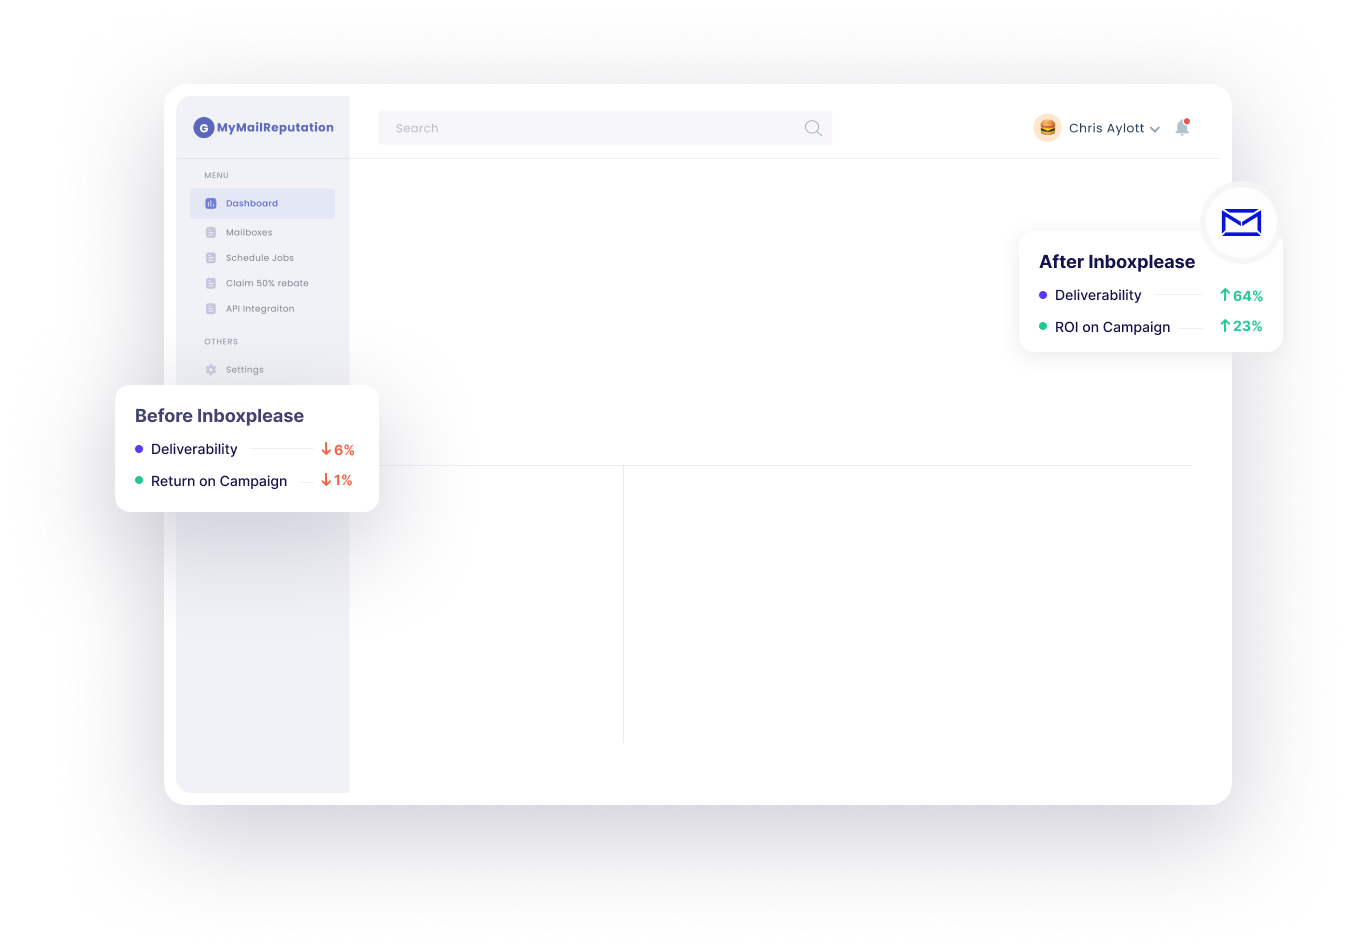 G MyMailReputation
Search
Chris Aylott
MENU
Dashboard
Mailboxes
Schedule Jobs
Claim 50% rebate
API Integraiton
OTHERS
Settings
After Inboxplease
Deliverability ↑64%
ROI on Campaign ↑23%
Before Inboxplease
Deliverability ↓6%
Return on Campaign ↓1%